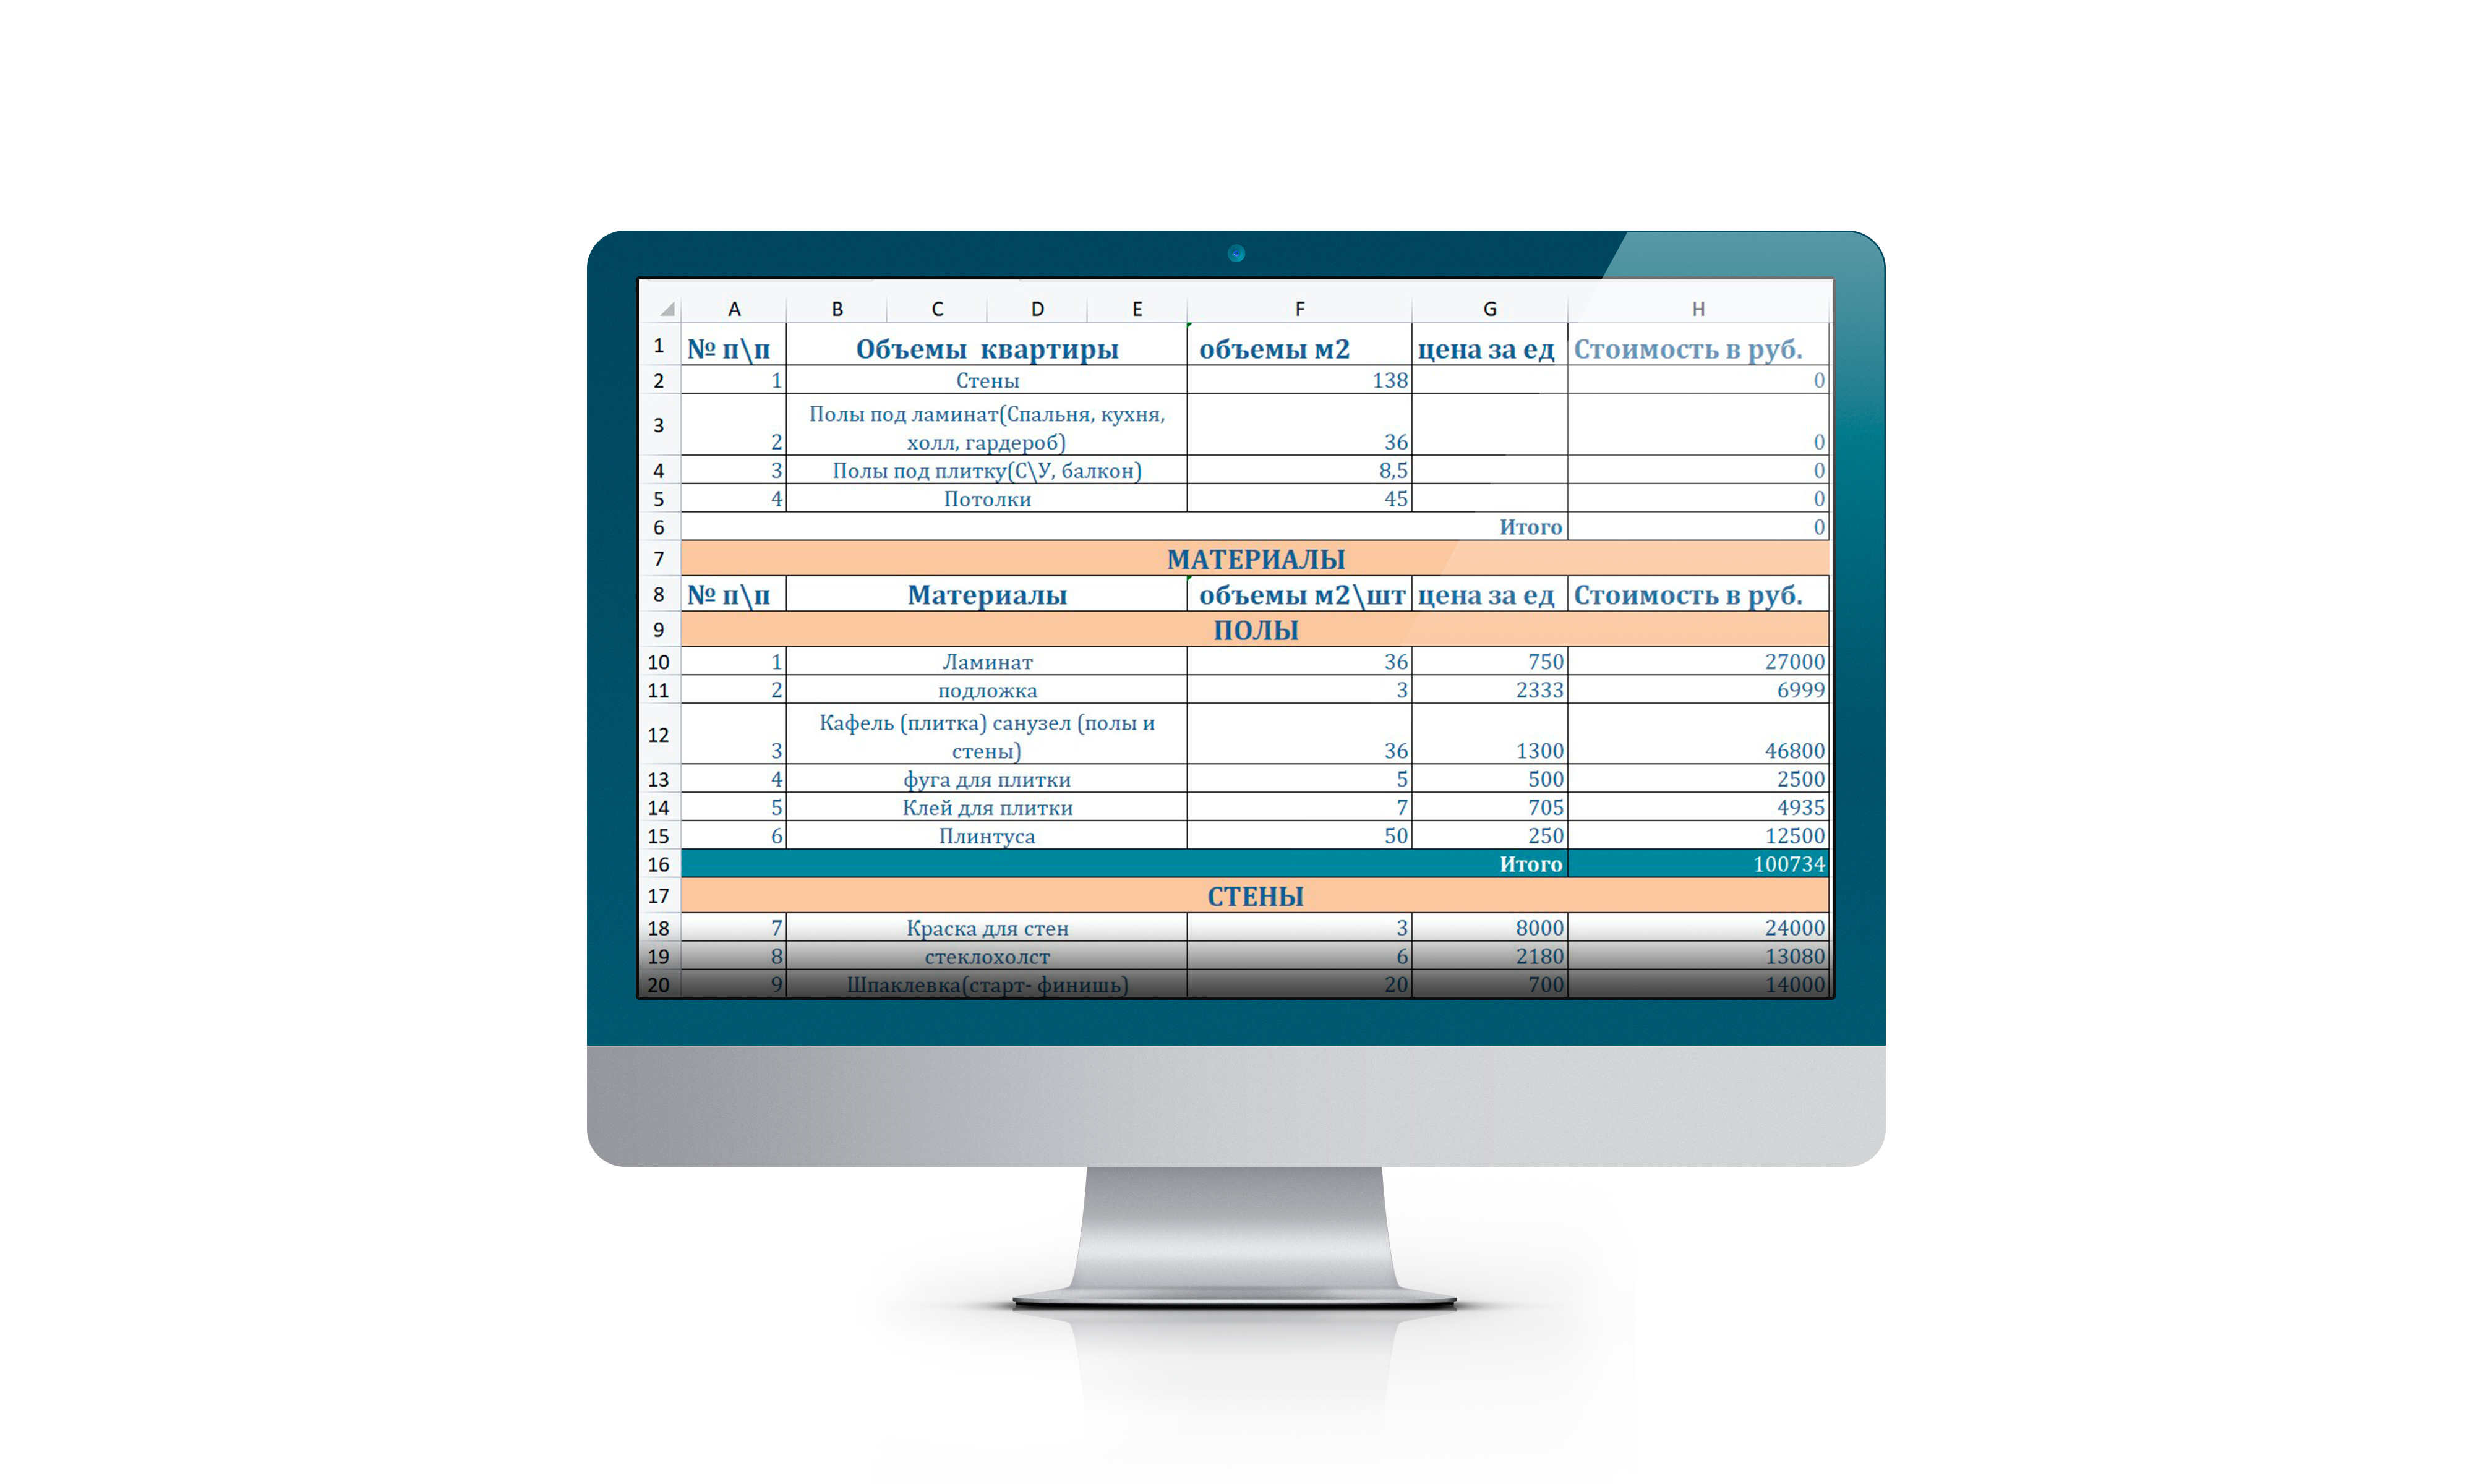 A B C D E F G H
1 № п\п Объемы квартиры объемы м2 цена за ед Стоимость в руб.
2 1 Стены 138 0
3 2 Полы под ламинат(Спальня, кухня,
холл, гардероб) 36 0
4 3 Полы под плитку(С\У, балкон) 8,5 0
5 4 Потолки 45 0
6 Итого 0
7 МАТЕРИАЛЫ
8 № п\п Материалы объемы м2\шт цена за ед Стоимость в руб.
9 ПОЛЫ
10 1 Ламинат 36 750 27000
11 2 подложка 3 2333 6999
12 3 Кафель (плитка) санузел (полы и
стены) 36 1300 46800
13 4 фуга для плитки 5 500 2500
14 5 Клей для плитки 7 705 4935
15 6 Плинтуса 50 250 12500
16 Итого 100734
17 СТЕНЫ
18 7 Краска для стен 3 8000 24000
19 8 стеклохолст 6 2180 13080
20 9 Шпаклевка(старт- финишь) 20 700 14000